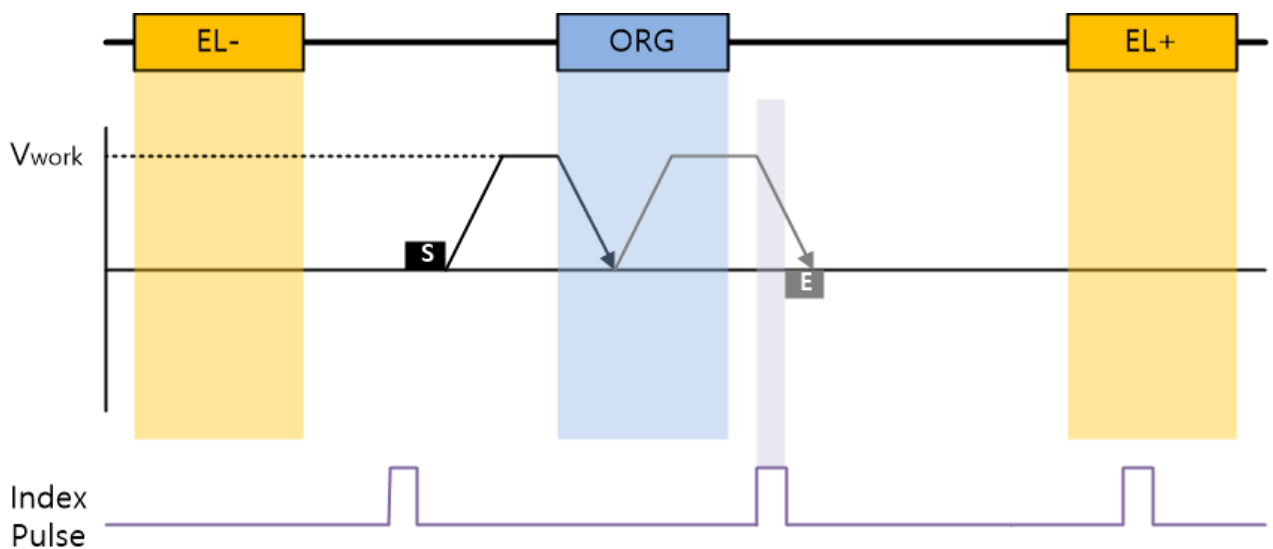 EL-
ORG
EL+
Vwork
S
E
Index
Pulse